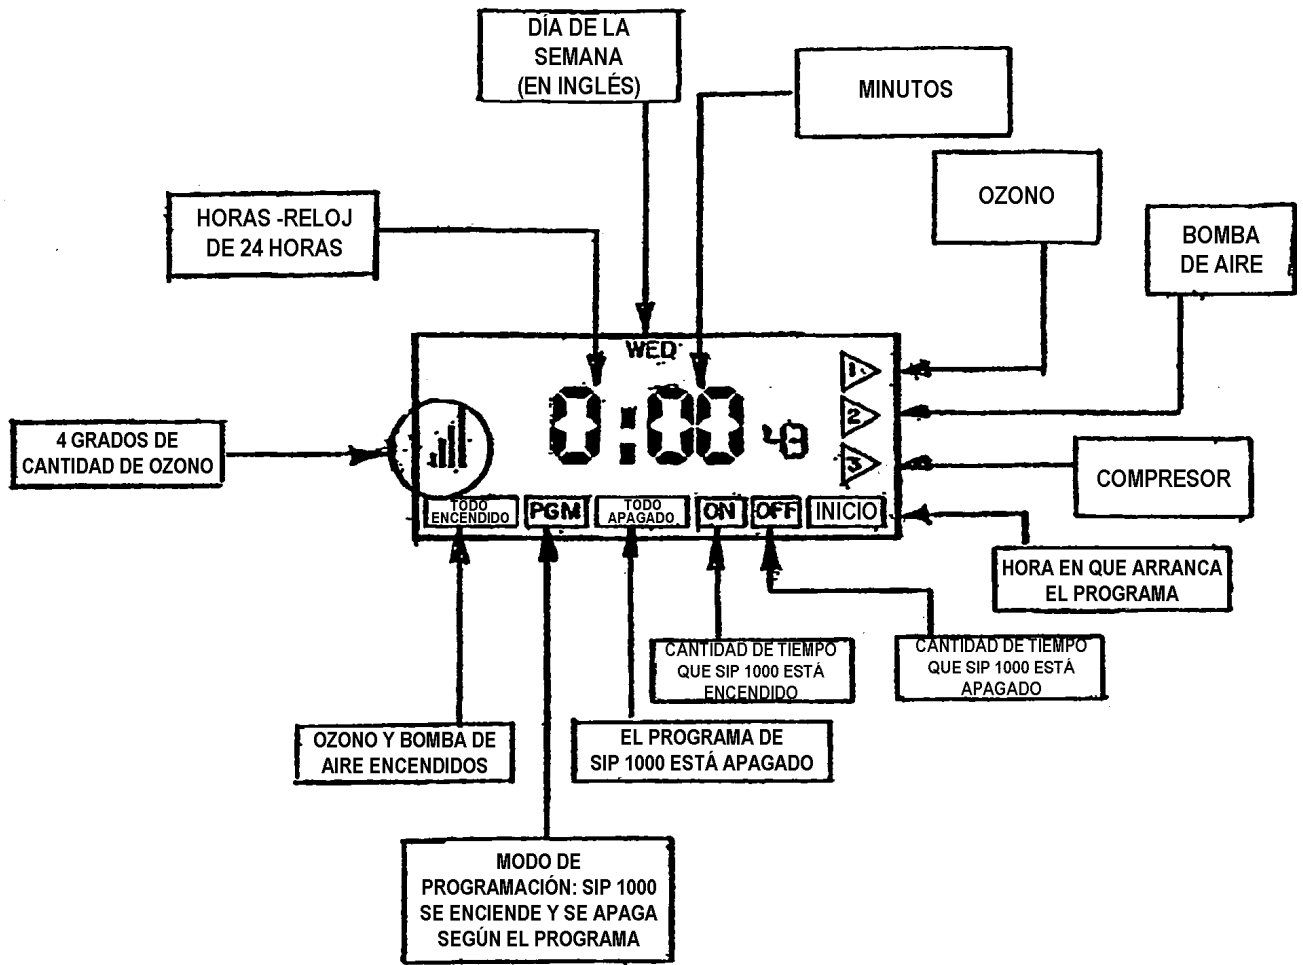 DÍA DE LA
SEMANA
(EN INGLÉS)
MINUTOS
OZONO
HORAS -RELOJ
DE 24 HORAS
BOMBA
DE AIRE
WED
1
0:00
2
4 GRADOS DE
CANTIDAD DE OZONO
3
COMPRESOR
TODO
ENCENDIDO
PGM
TODO
APAGADO
ON
OFF
INICIO
HORA EN QUE ARRANCA
EL PROGRAMA
CANTIDAD DE TIEMPO
QUE SIP 1000 ESTÁ
ENCENDIDO
CANTIDAD DE TIEMPO
QUE SIP 1000 ESTÁ
APAGADO
OZONO Y BOMBA DE
AIRE ENCENDIDOS
EL PROGRAMA DE
SIP 1000 ESTÁ APAGADO
MODO DE
PROGRAMACIÓN: SIP 1000
SE ENCIENDE Y SE APAGA
SEGÚN EL PROGRAMA